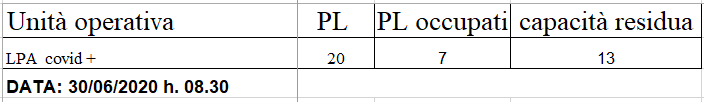 Unità operativa PL PL occupati capacità residua
LPA covid + 20 7 13
DATA: 30/06/2020 h. 08.30